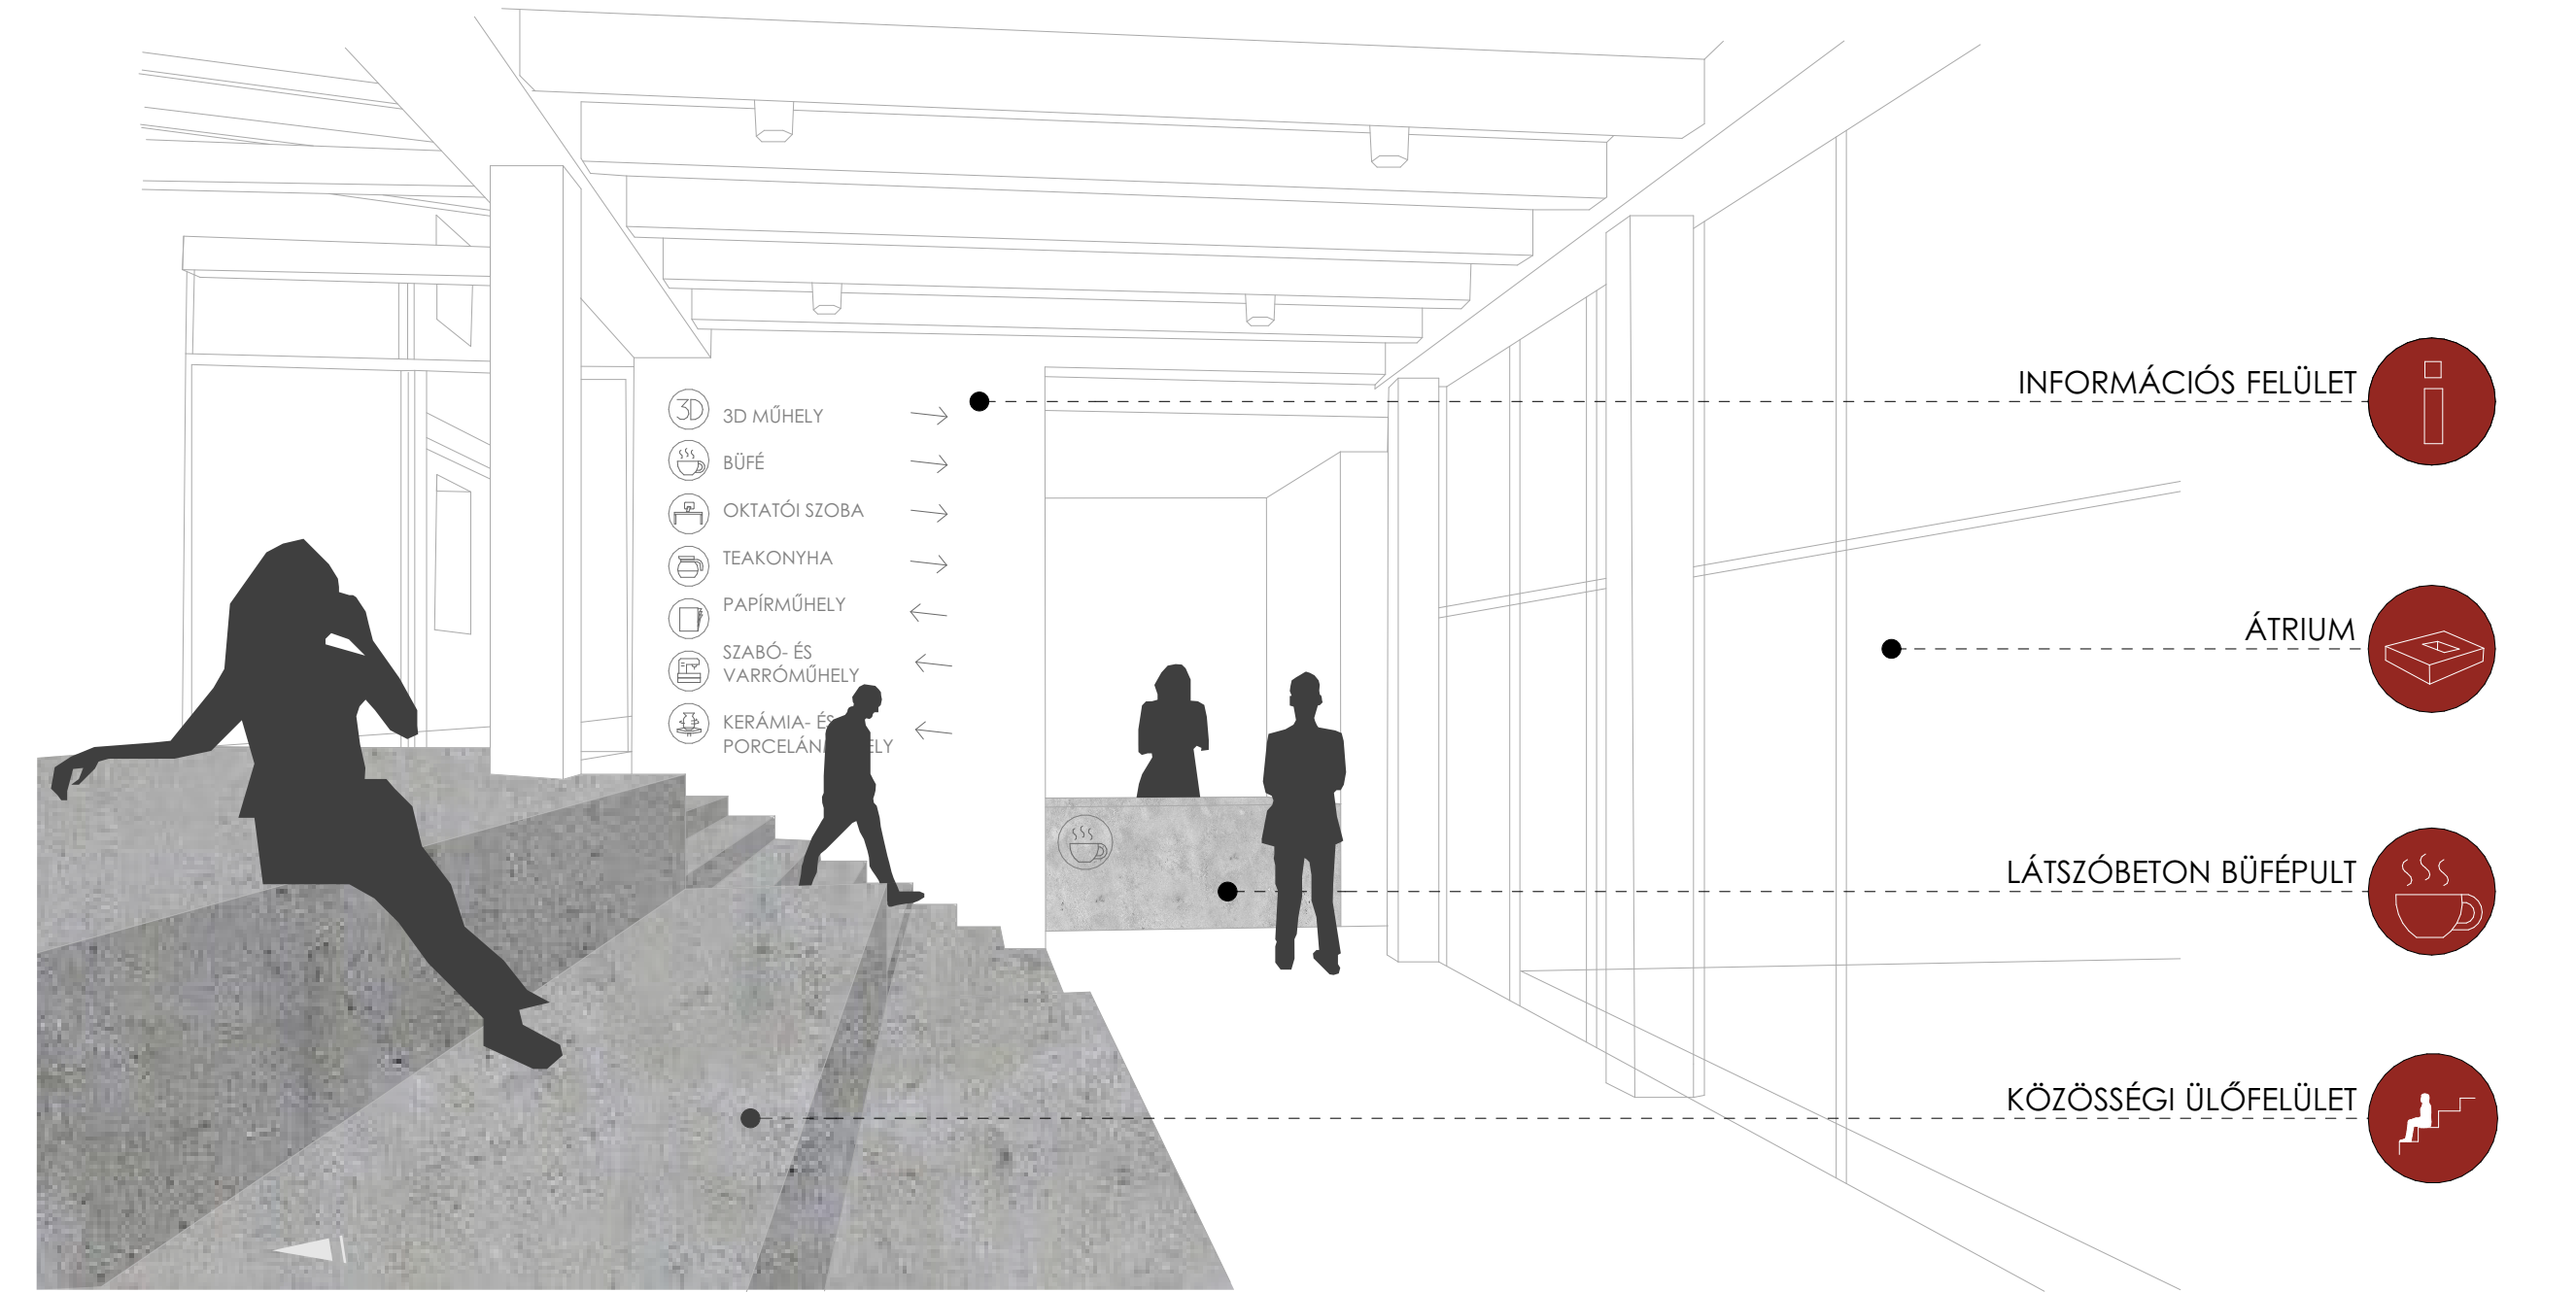 3D
3D MŰHELY
BÜFÉ
OKTATÓI SZOBA
TEAKONYHA
PAPÍRMŰHELY
SZABÓ- ÉS
VARRÓMŰHELY
KERÁMIA- ÉS
INFORMÁCIÓS FELÜLET
i
ÁTRIUM
LÁTSZÓBETON BÜFÉPULT
KÖZÖSSÉGI ÜLŐFELÜLET